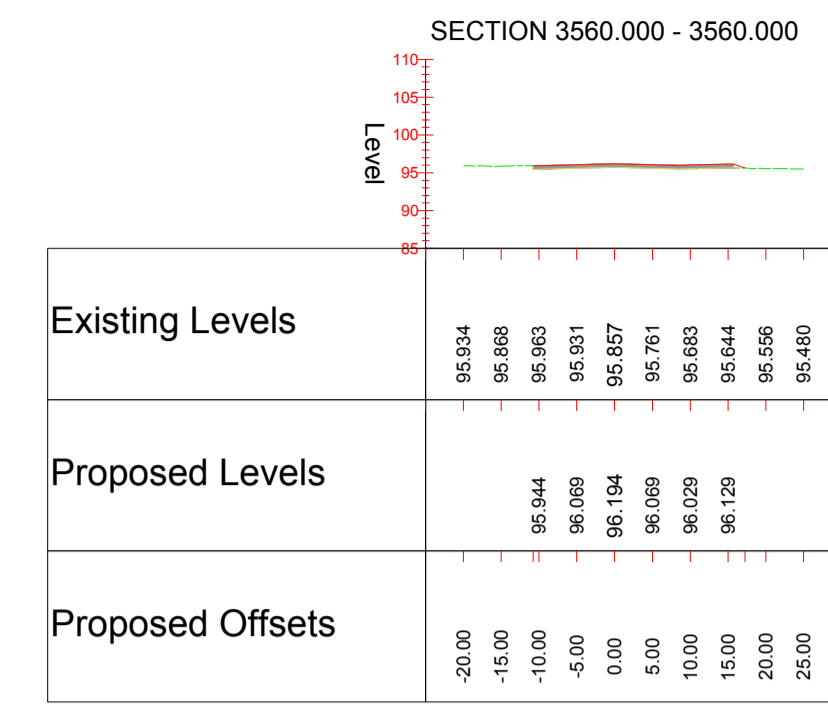 SECTION 3560.000 - 3560.000
110
105
100
95
90
85
Level
Existing Levels
95.934 95.868 95.963 95.931 95.857 95.761 95.683 95.644 95.556 95.480
Proposed Levels
95.944 96.069 96.194 96.069 96.029 96.129
Proposed Offsets
-20.00 -15.00 -10.00 -5.00 0.00 5.00 10.00 15.00 20.00 25.00